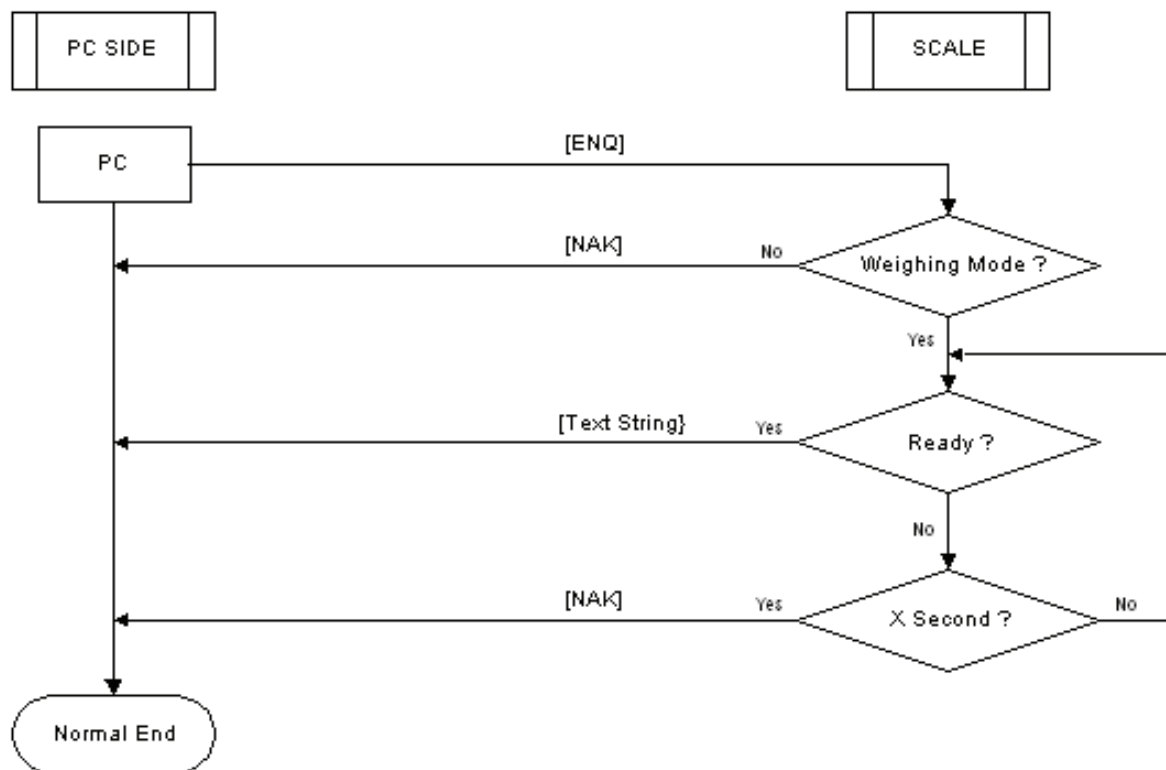 PC SIDE
SCALE
PC
[ENQ]
[NAK]
No
Weighing Mode ?
Yes
[Text String}
Yes
Ready ?
No
[NAK]
Yes
X Second ?
No
Normal End